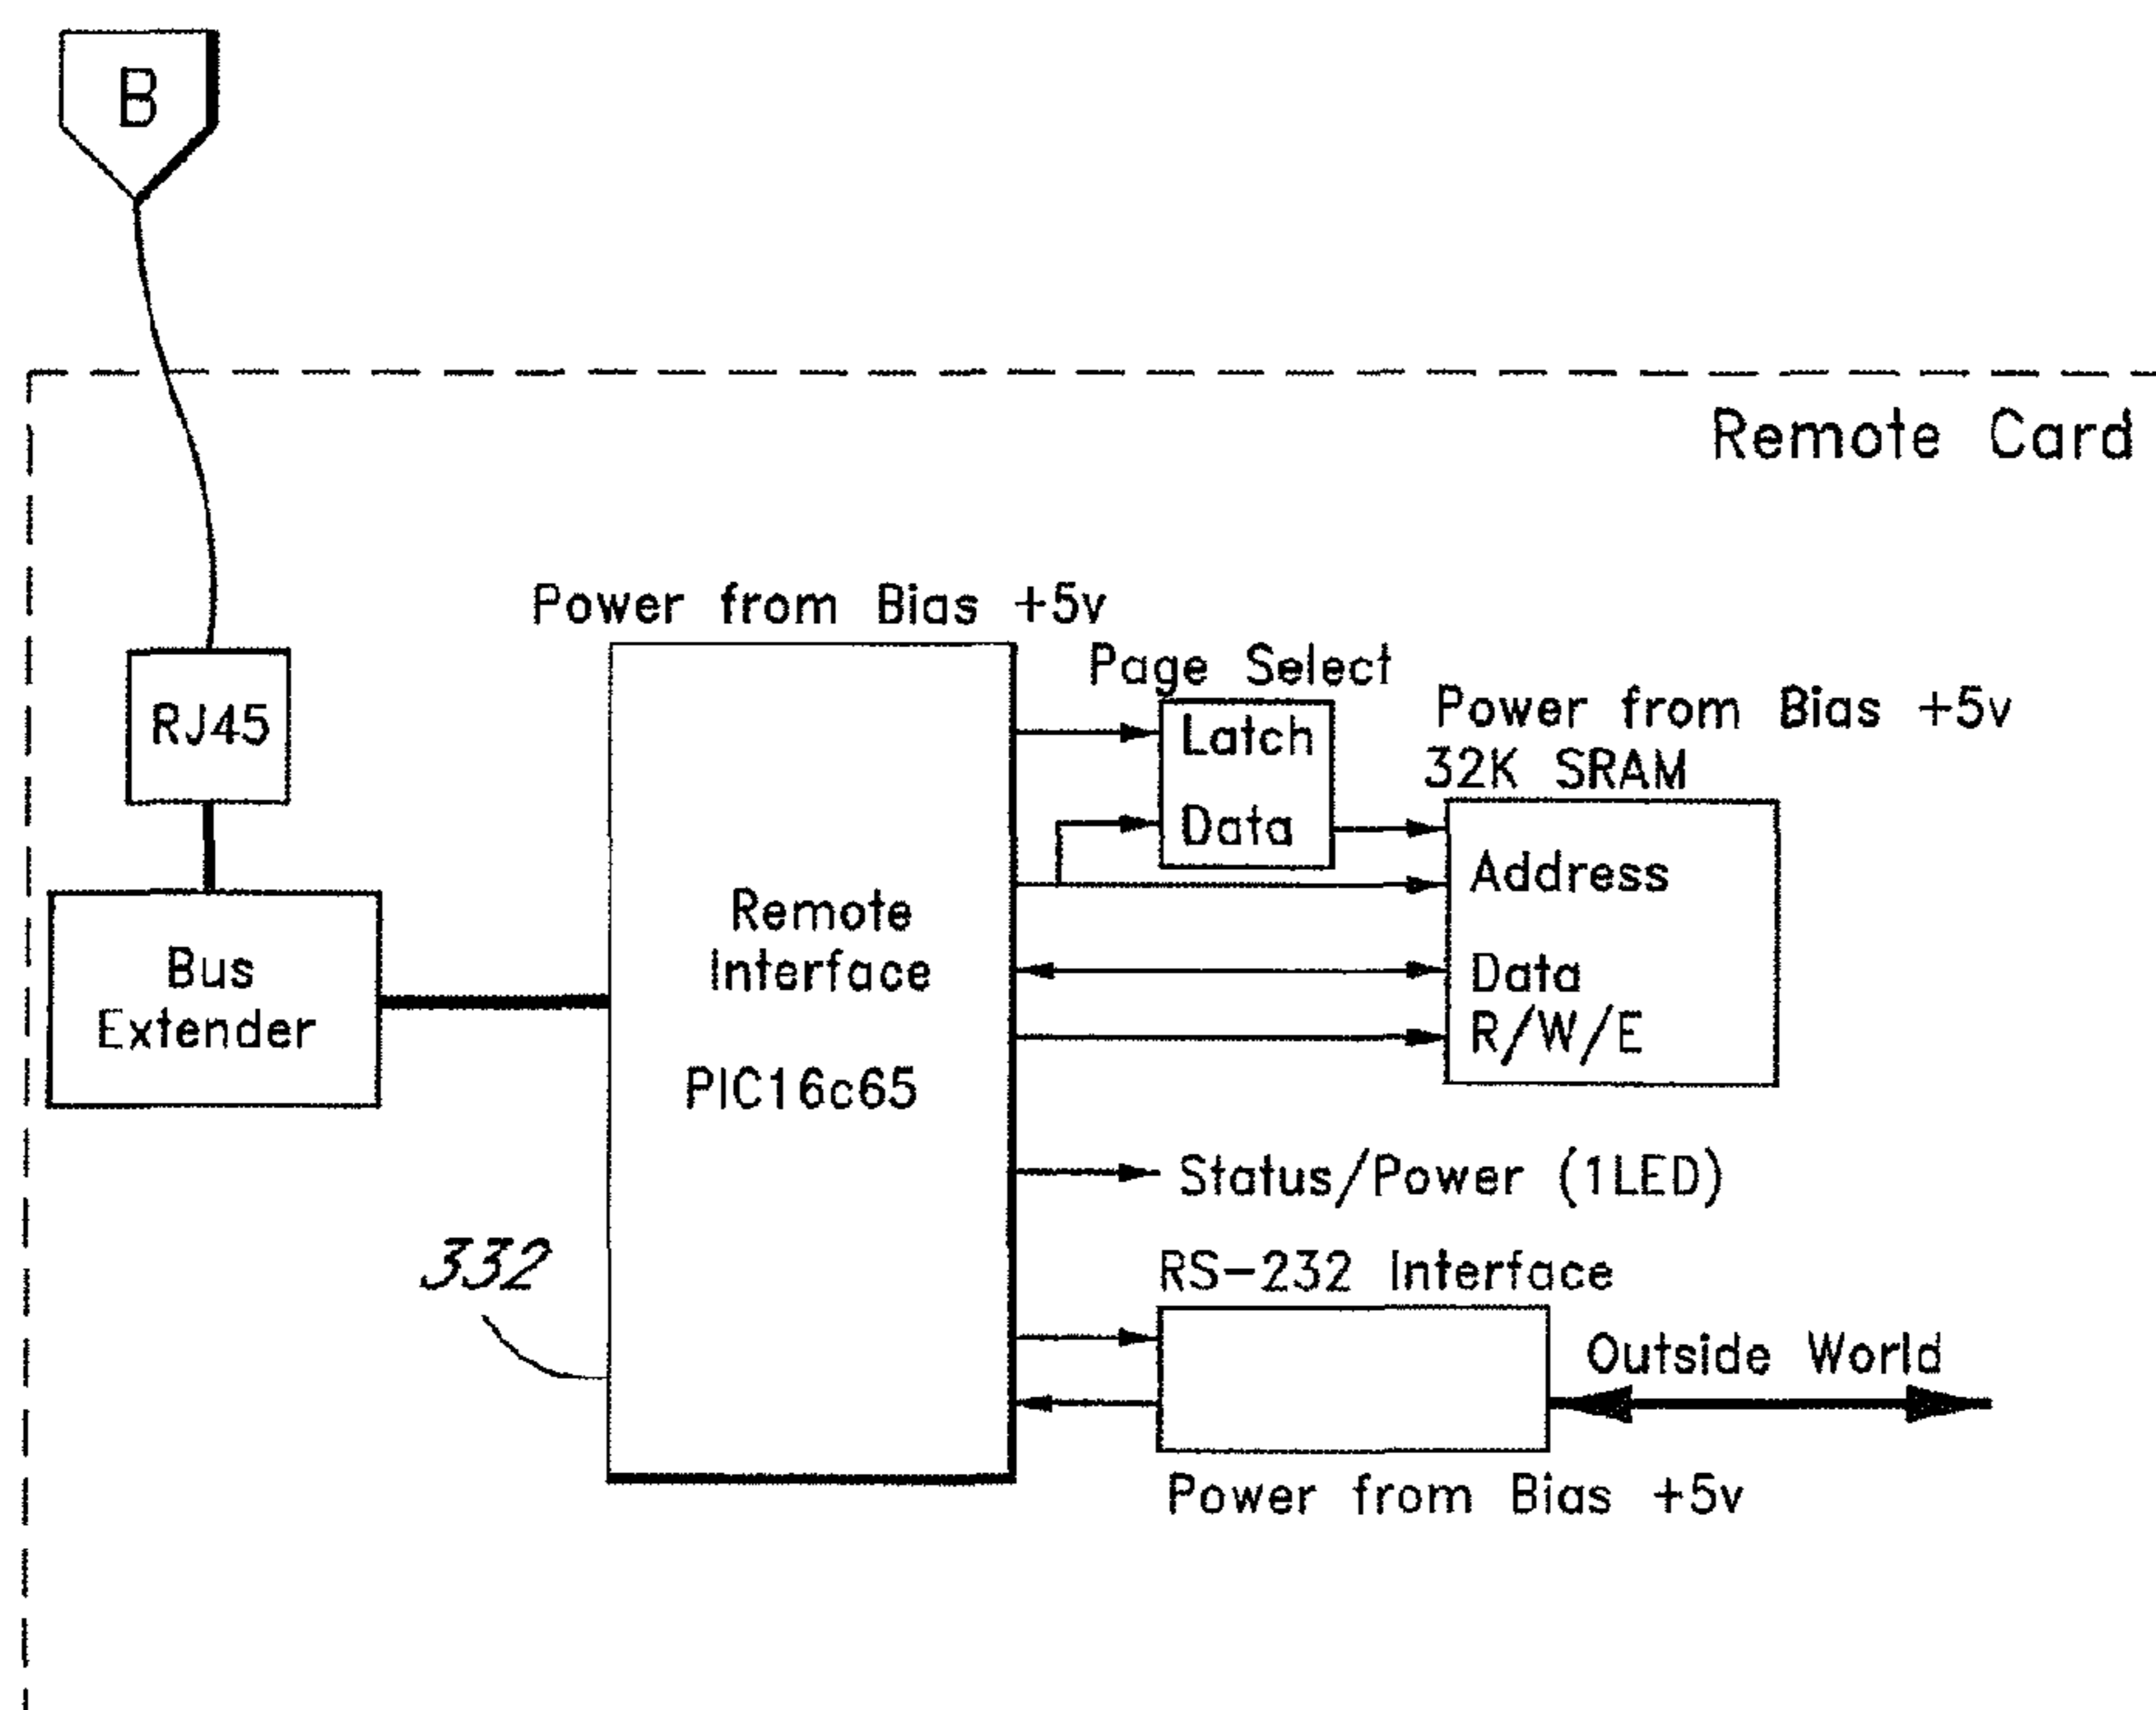 B
Remote Card
Power from Bias +5v
Page Select
Power from Bias +5v
32K SRAM
RJ45
Latch
Data
Address
Data
R/W/E
Bus
Extender
Remote
Interface
PIC16c65
Status/Power (1LED)
332
RS-232 Interface
Outside World
Power from Bias +5v